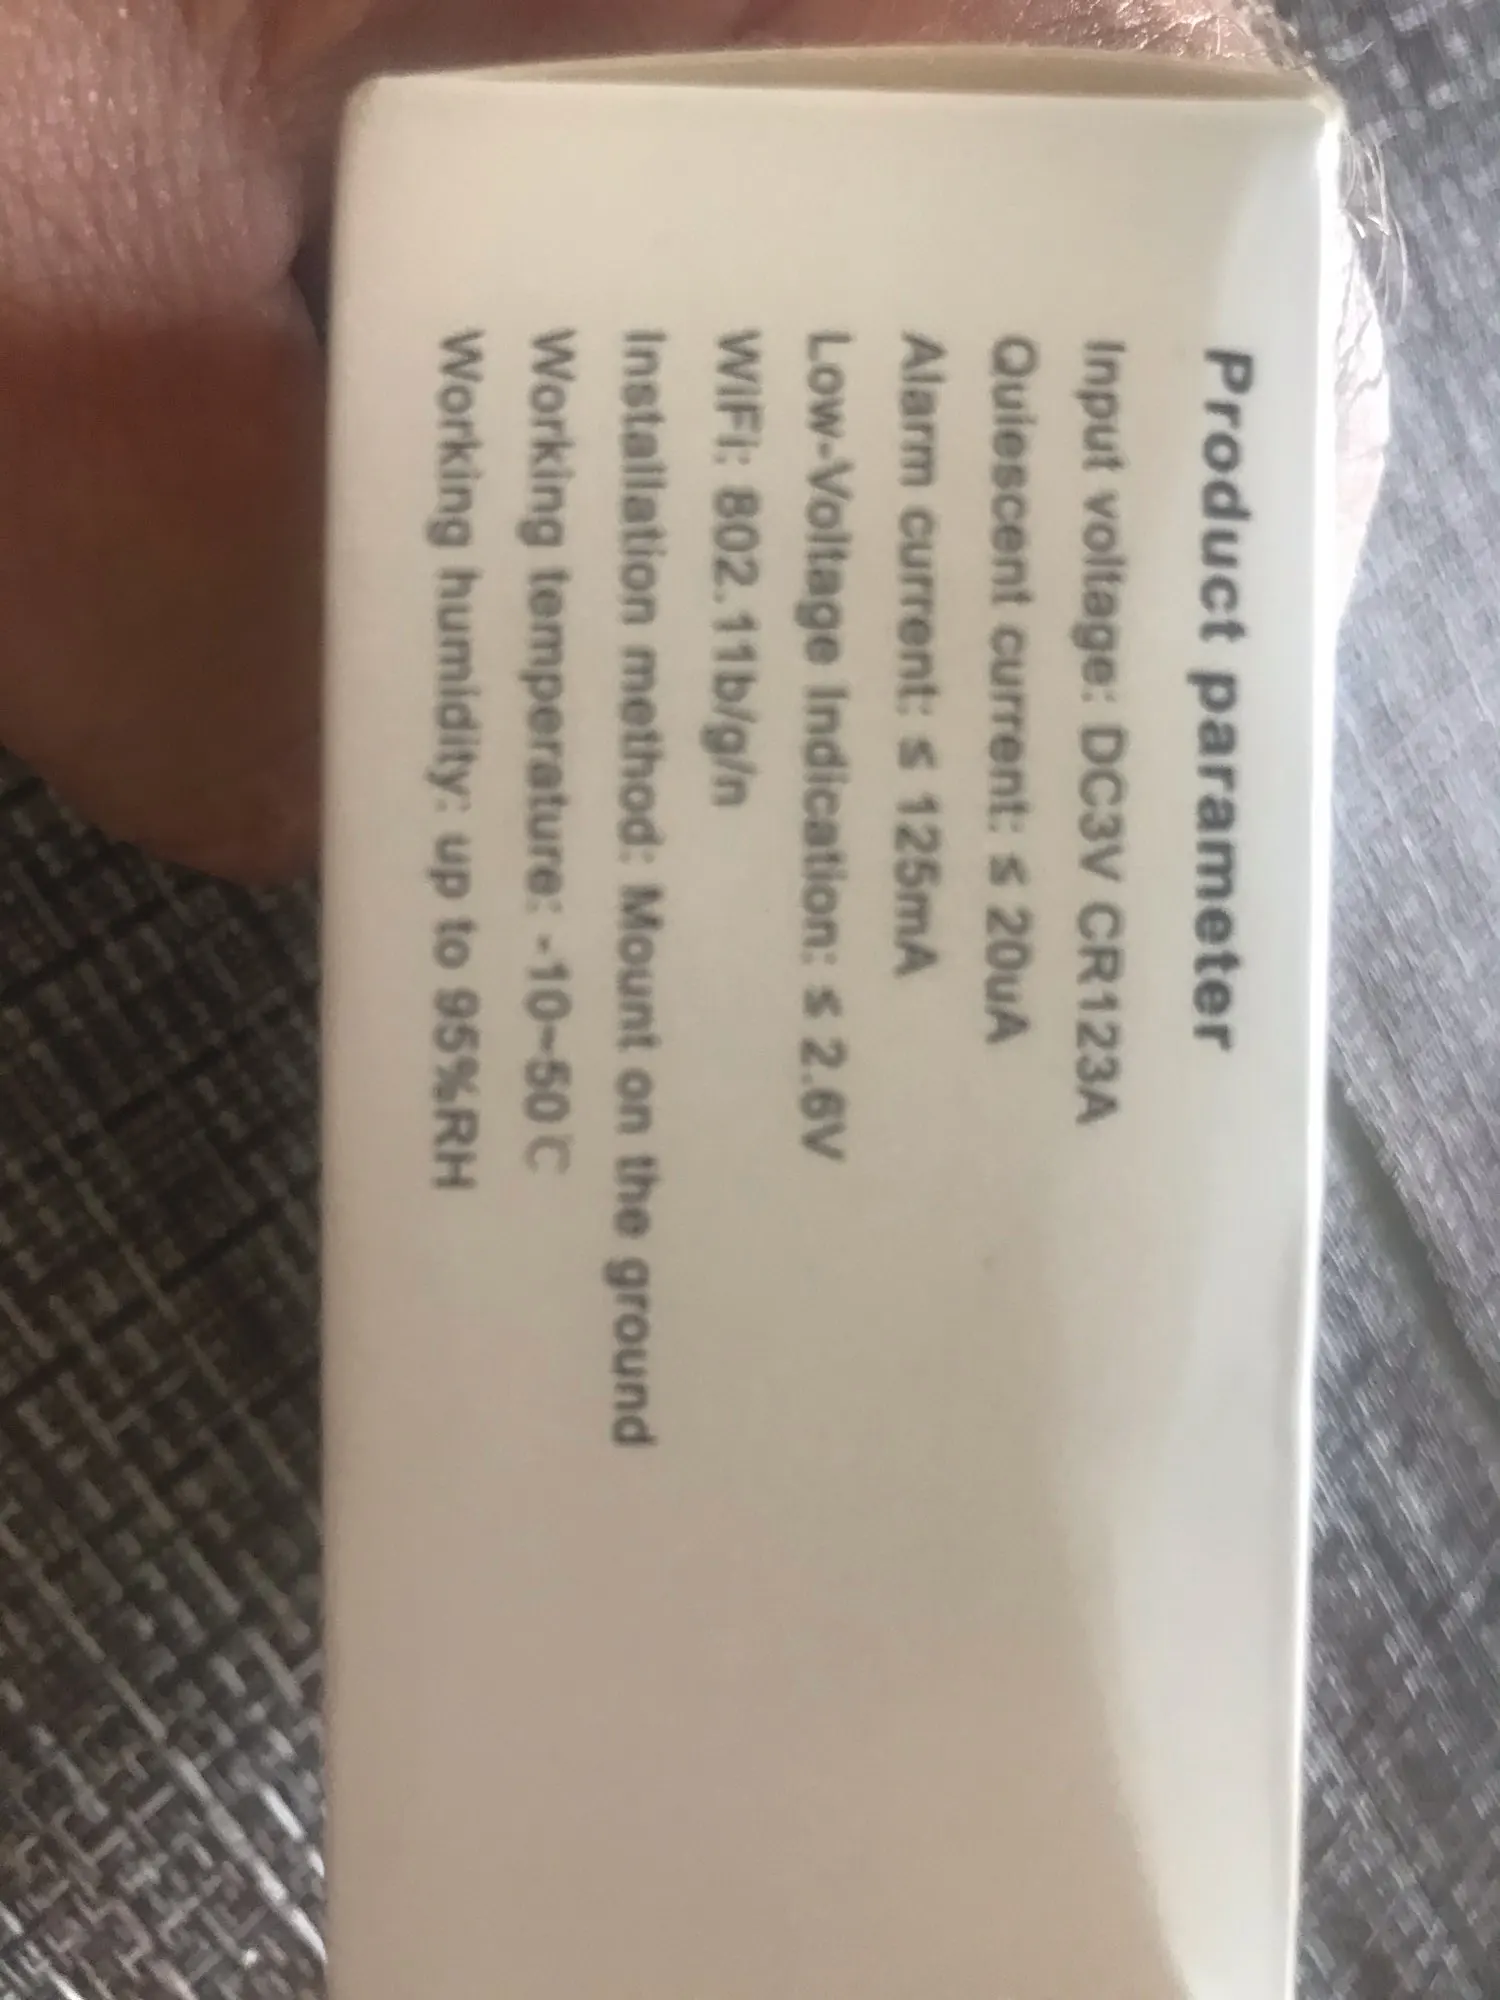 Product parameter
Input voltage: DC3V CR123A
Quiescent current: ≤ 20uA
Alarm current: ≤ 125mA
Low-Voltage Indication: ≤ 2.6V
WiFi: 802.11b/g/n
Installation method: Mount on the ground
Working temperature: -10~50℃
Working humidity: up to 95%RH